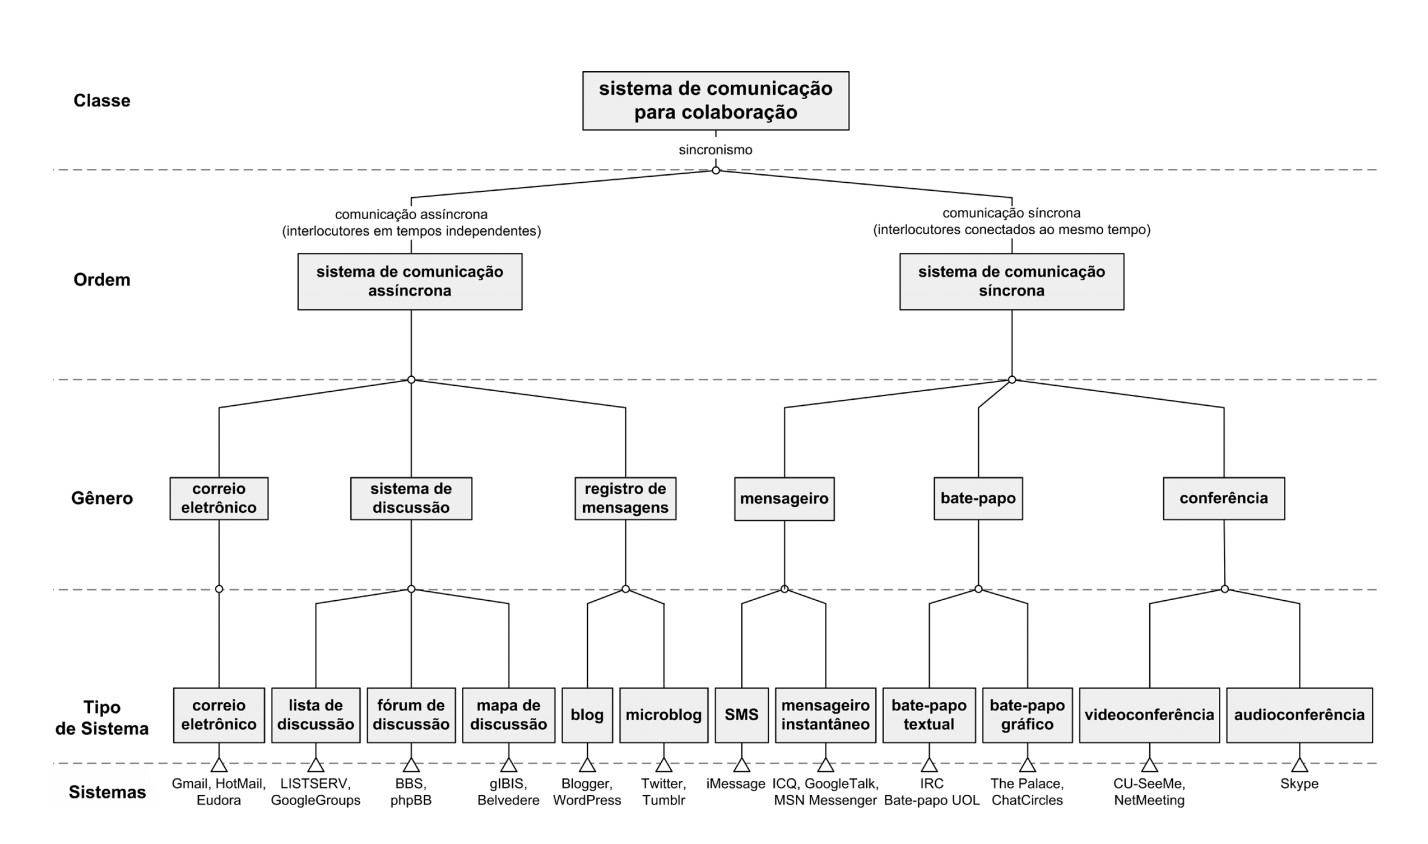 Classe
sistema de comunicação
para colaboração
sincronismo
comunicação assíncrona
(interlocutores em tempos independentes)
comunicação síncrona
(interlocutores conectados ao mesmo tempo)
Ordem
sistema de comunicação
assíncrona
sistema de comunicação
síncrona
Gênero
correio
eletrônico
sistema de
discussão
registro de
mensagens
mensageiro
bate-papo
conferência
Tipo
de Sistema
correio
eletrônico
lista de
discussão
fórum de
discussão
mapa de
discussão
blog
microblog
SMS
mensageiro
instantâneo
bate-papo
textual
bate-papo
gráfico
videoconferência
audioconferência
Sistemas
Gmail, HotMail,
Eudora
LISTSERV,
GoogleGroups
BBS,
phpBB
gIBIS,
Belvedere
Blogger,
WordPress
Twitter,
Tumblr
iMessage
ICQ, GoogleTalk,
MSN Messenger
IRC
Bate-papo UOL
The Palace,
ChatCircles
CU-SeeMe,
NetMeeting
Skype